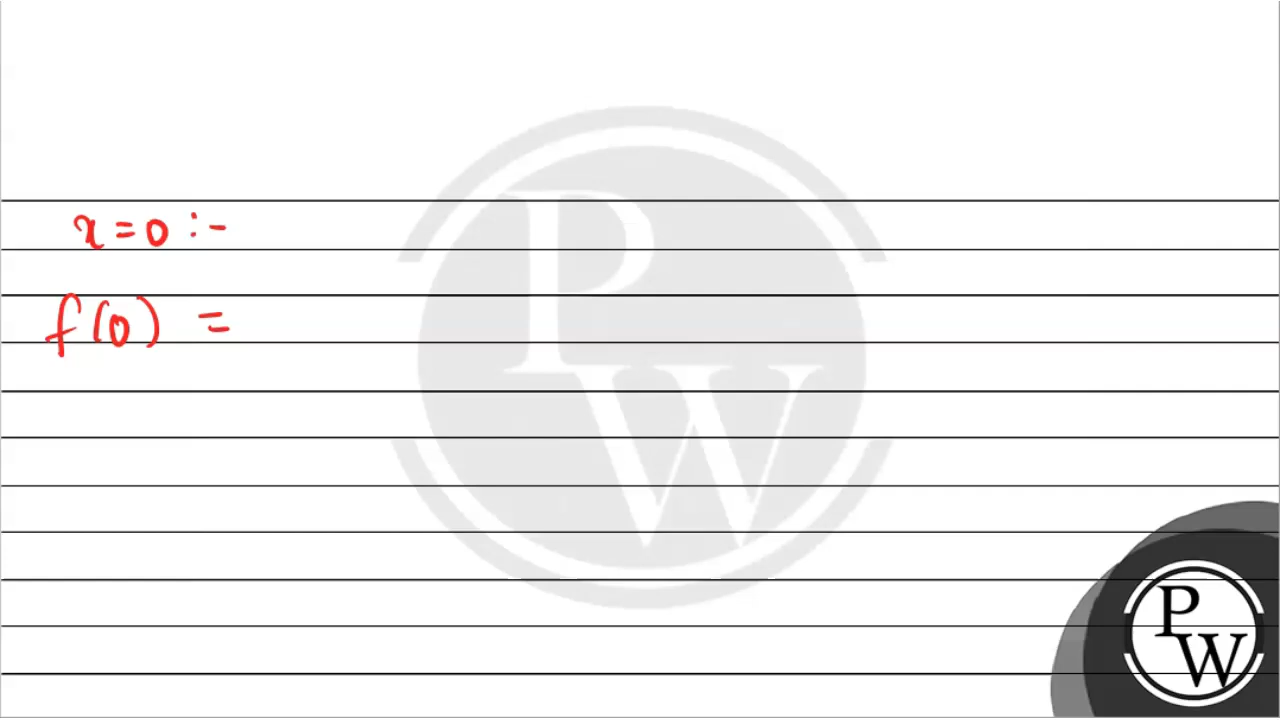 x=0 :-
f(0) =
P
W
P
W